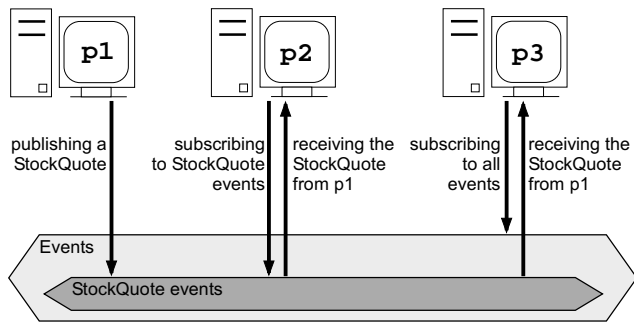 p1
p2
p3
publishing a
StockQuote
subscribing
to StockQuote
events
receiving the
StockQuote
from p1
subscribing
to all
events
receiving the
StockQuote
from p1
Events
StockQuote events